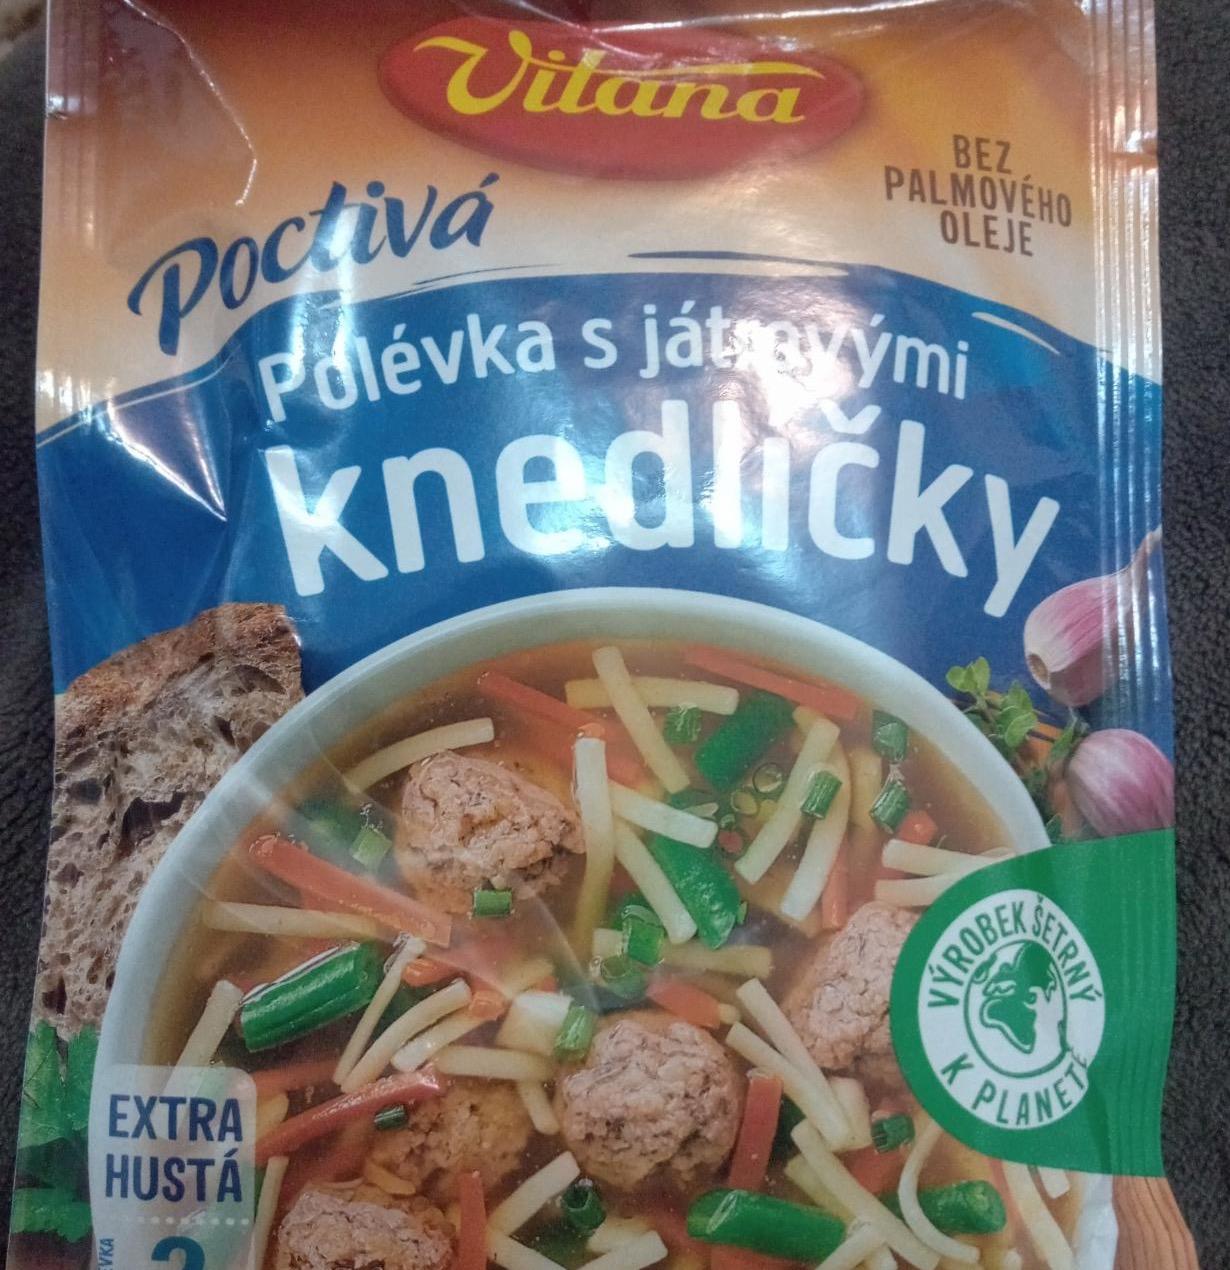 Vitana
BEZ
PALMOVÉHO
OLEJE
Poctivá
Polévka s játrovými
knedlíčky
VÝROBEK ŠETRNÝ
K PLANETĚ
EXTRA
HUSTÁ